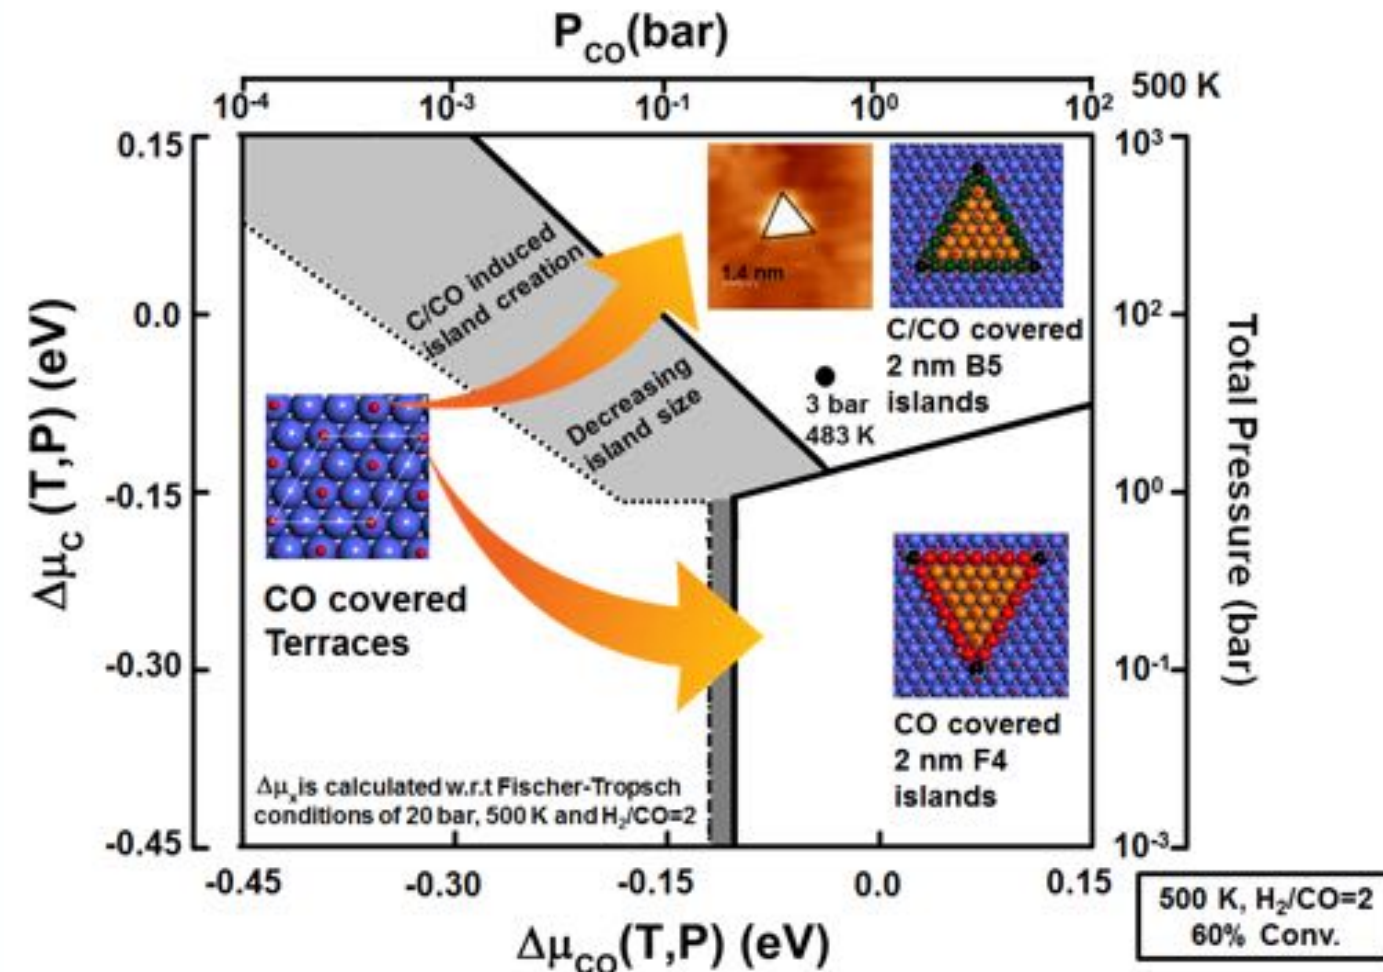 P_CO(bar)
10^-4 10^-3 10^-1 10^0 10^2 500 K
0.15
0.0
-0.15
-0.30
-0.45
Δμ_C (T,P) (eV)
10^3
10^2
10^0
10^-1
10^-3
Total Pressure (bar)
C/CO induced
island creation
Decreasing
island size
1.4 nm
C/CO covered
2 nm B5
islands
3 bar
483 K
CO covered
Terraces
CO covered
2 nm F4
islands
Δμ_x is calculated w.r.t Fischer-Tropsch
conditions of 20 bar, 500 K and H₂/CO=2
-0.45 -0.30 -0.15 0.0 0.15
Δμ_CO(T,P) (eV)
500 K, H₂/CO=2
60% Conv.